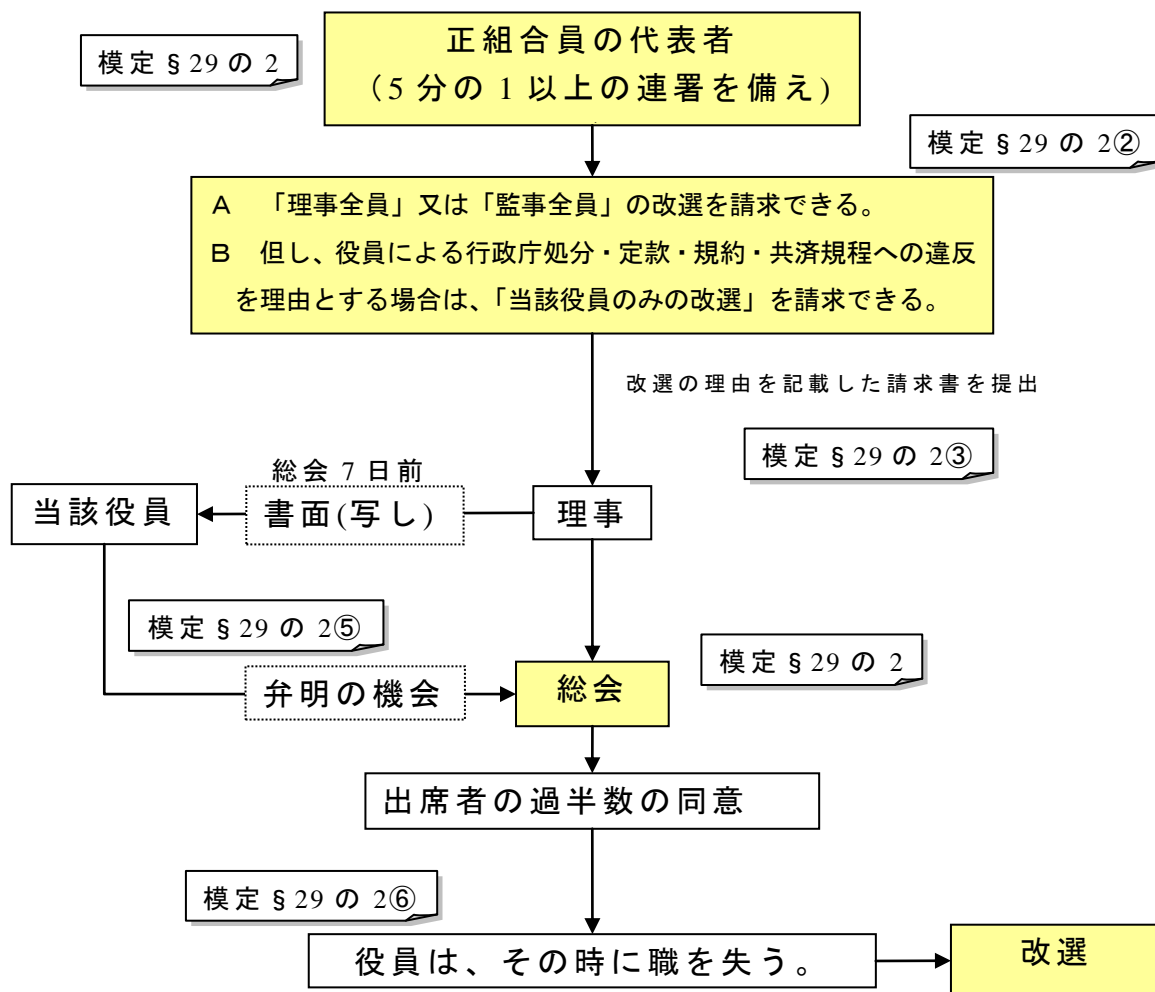 正組合員の代表者
(5分の1以上の連署を備え)
模定§29の2
模定§29の2②
A 「理事全員」又は「監事全員」の改選を請求できる。
B 但し、役員による行政庁処分・定款・規約・共済規程への違反
を理由とする場合は、「当該役員のみの改選」を請求できる。
改選の理由を記載した請求書を提出
模定§29の2③
総会7日前
当該役員
書面(写し)
理事
模定§29の2⑤
模定§29の2
弁明の機会
総会
出席者の過半数の同意
模定§29の2⑥
役員は、その時に職を失う。
改選